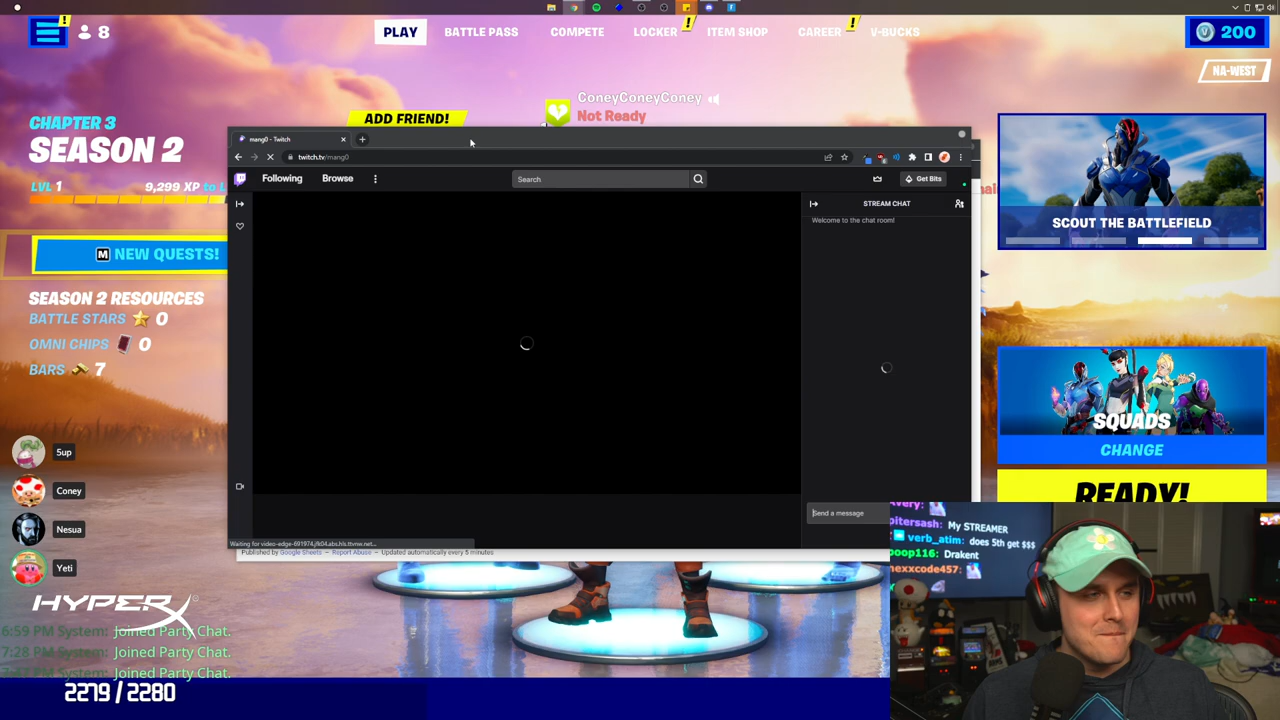 8
PLAY
BATTLE PASS
COMPETE
LOCKER
ITEM SHOP
CAREER
V-BUCKS
200
NA-WEST
CHAPTER 3
SEASON 2
LVL 1
9,299 XP to
ADD FRIEND!
ConeyConeyConey
Not Ready
mang0 - Twitch
twitch.tv/mang0
Following
Browse
Search
Get Bits
STREAM CHAT
Welcome to the chat room!
Send a message
M NEW QUESTS!
SEASON 2 RESOURCES
BATTLE STARS 0
OMNI CHIPS 0
BARS 7
SCOUT THE BATTLEFIELD
SQUADS
CHANGE
READY!
5up
Coney
Nesua
Yeti
Published by Google Sheets – Report Abuse – Updated automatically every 5 minutes
HYPERX
6:59 PM System: Joined Party Chat.
7:28 PM System: Joined Party Chat.
System: Joined Party Chat.
2279 / 2280
My STREAMER
verb_atim: does 5th get $$$
Drakent